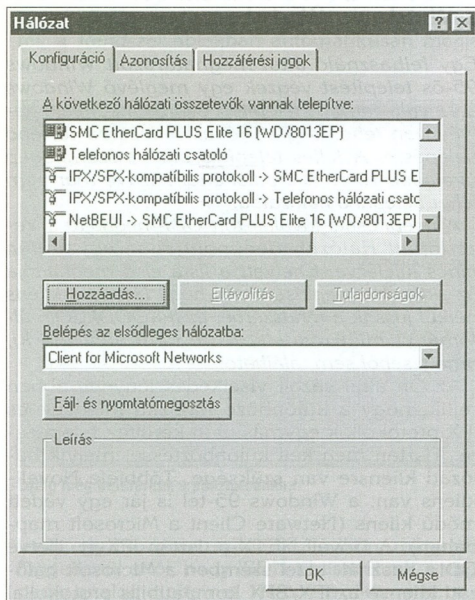 Hálózat
Konfiguráció
Azonosítás
Hozzáférési jogok
A következő hálózati összetevők vannak telepítve:
SMC EtherCard PLUS Elite 16 (WD/8013EP)
Telefonos hálózati csatoló
IPX/SPX-kompatíbilis protokoll -> SMC EtherCard PLUS E
IPX/SPX-kompatíbilis protokoll -> Telefonos hálózati csatc
NetBEUI -> SMC EtherCard PLUS Elite 16 (WD/8013EP)
Hozzáadás...
Eltávolítás
Tulajdonságok
Belépés az elsődleges hálózatba:
Client for Microsoft Networks
Fájl- és nyomtatómegosztás
Leírás
OK
Mégse